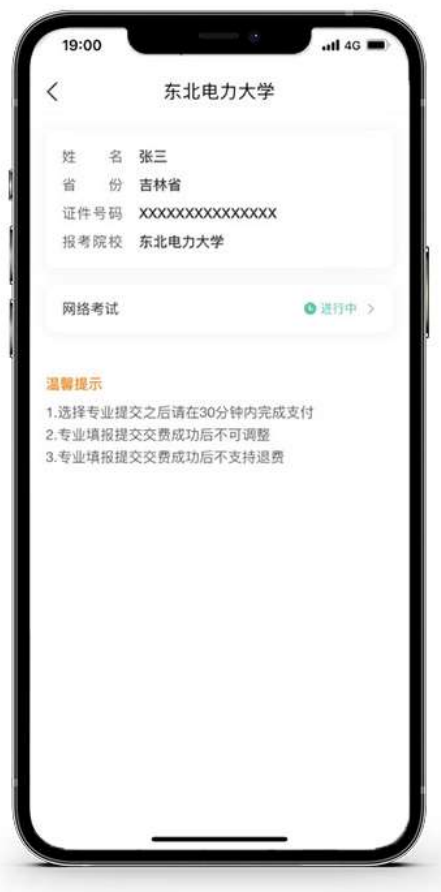 19:00
4G
东北电力大学
姓 名 张三
省 份 吉林省
证件号码 XXXXXXXXXXXXXXX
报考院校 东北电力大学
网络考试 进行中
温馨提示
1.选择专业提交之后请在30分钟内完成支付
2.专业填报提交交费成功后不可调整
3.专业填报提交交费成功后不支持退费